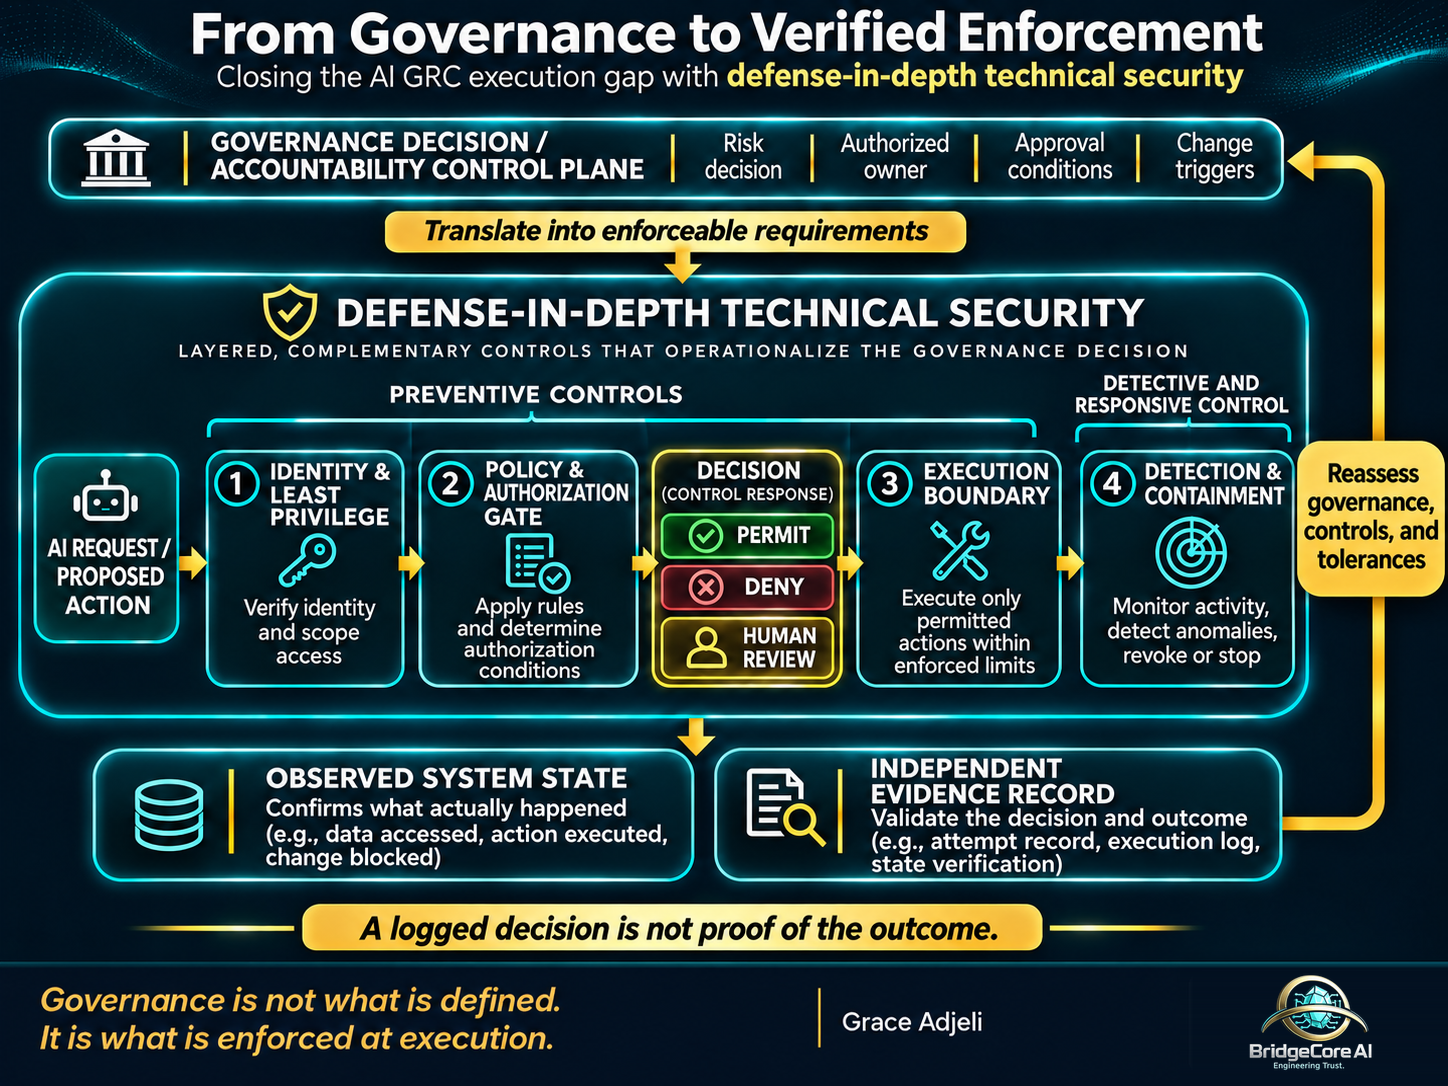 From Governance to Verified Enforcement
Closing the AI GRC execution gap with defense-in-depth technical security
GOVERNANCE DECISION /
ACCOUNTABILITY CONTROL PLANE
Risk
decision
Authorized
owner
Approval
conditions
Change
triggers
Translate into enforceable requirements
DEFENSE-IN-DEPTH TECHNICAL SECURITY
LAYERED, COMPLEMENTARY CONTROLS THAT OPERATIONALIZE THE GOVERNANCE DECISION
PREVENTIVE CONTROLS
DETECTIVE AND
RESPONSIVE CONTROL
AI REQUEST /
PROPOSED
ACTION
1
IDENTITY &
LEAST
PRIVILEGE
Verify identity
and scope
access
2
POLICY &
AUTHORIZATION
GATE
Apply rules
and determine
authorization
conditions
DECISION
(CONTROL RESPONSE)
PERMIT
DENY
HUMAN
REVIEW
3
EXECUTION
BOUNDARY
Execute only
permitted
actions within
enforced limits
4
DETECTION &
CONTAINMENT
Monitor activity,
detect anomalies,
revoke or stop
Reassess
governance,
controls, and
tolerances
OBSERVED SYSTEM STATE
Confirms what actually happened
(e.g., data accessed, action executed,
change blocked)
INDEPENDENT
EVIDENCE RECORD
Validate the decision and outcome
(e.g., attempt record, execution log,
state verification)
A logged decision is not proof of the outcome.
Governance is not what is defined.
It is what is enforced at execution.
Grace Adjeli
BridgeCore AI
Engineering Trust.